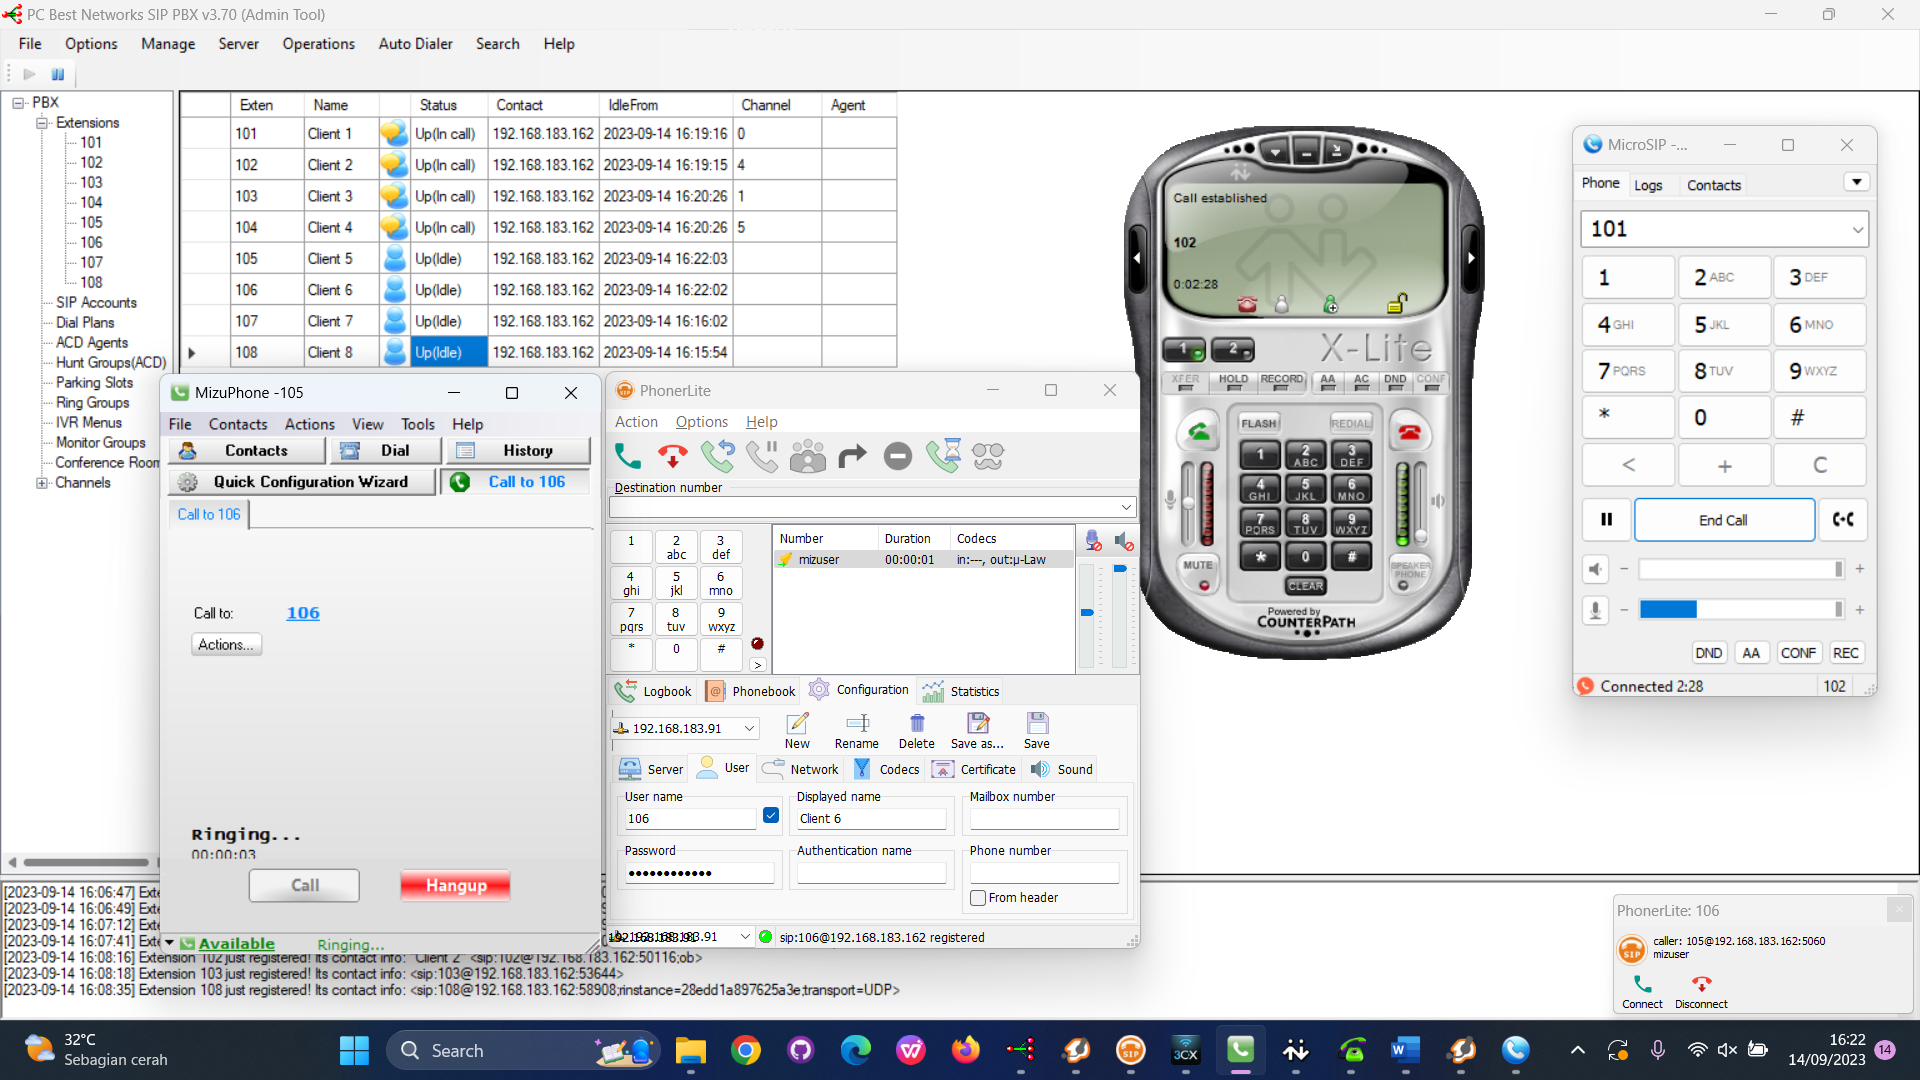 PC Best Networks SIP PBX v3.70 (Admin Tool)
File Options Manage Server Operations Auto Dialer Search Help
PBX
Extensions
101
102
103
104
105
106
107
108
SIP Accounts
Dial Plans
ACD Agents
Hunt Groups(ACD)
Parking Slots
Ring Groups
IVR Menus
Monitor Groups
Conference Room
Channels
Exten Name Status Contact IdleFrom Channel Agent
101 Client 1 Up(In call) 192.168.183.162 2023-09-14 16:19:16 0
102 Client 2 Up(In call) 192.168.183.162 2023-09-14 16:19:15 4
103 Client 3 Up(In call) 192.168.183.162 2023-09-14 16:20:26 1
104 Client 4 Up(In call) 192.168.183.162 2023-09-14 16:20:26 5
105 Client 5 Up(Idle) 192.168.183.162 2023-09-14 16:22:03
106 Client 6 Up(Idle) 192.168.183.162 2023-09-14 16:22:02
107 Client 7 Up(Idle) 192.168.183.162 2023-09-14 16:16:02
108 Client 8 Up(Idle) 192.168.183.162 2023-09-14 16:15:54
MizuPhone -105
File Contacts Actions View Tools Help
Contacts Dial History
Quick Configuration Wizard Call to 106
Call to 106
Call to: 106
Actions...
Ringing...
00:00:03
Call Hangup
Available Ringing...
PhonerLite
Action Options Help
Destination number
1 2 3
abc def
4 5 6
ghi jkl mno
7 8 9
pqrs tuv wxyz
* 0 #
>
Number Duration Codecs
mizuser 00:00:01 in:---, out:µ-Law
Logbook Phonebook Configuration Statistics
192.168.183.91 New Rename Delete Save as... Save
Server User Network Codecs Certificate Sound
User name Displayed name Mailbox number
106 Client 6
Password Authentication name Phone number
●●●●●●●●●●●●
From header
192.168.183.91 sip:106@192.168.183.162 registered
Call established
102
0:02:28
X-Lite
1 2
XFER HOLD RECORD AA AC DND CONF
FLASH REDIAL
1 2 ABC 3 DEF
4 GHI 5 JKL 6 MNO
7 PQRS 8 TUV 9 WXYZ
* 0 #
MUTE SPEAKER PHONE
CLEAR
Powered by
COUNTERPATH
MicroSIP -...
Phone Logs Contacts
101
1 2 ABC 3 DEF
4 GHI 5 JKL 6 MNO
7 PQRS 8 TUV 9 WXYZ
* 0 #
< + C
End Call
- +
- +
DND AA CONF REC
Connected 2:28 102
[2023-09-14 16:06:47] Exte
[2023-09-14 16:06:49] Exte
[2023-09-14 16:07:12] Exte
[2023-09-14 16:07:41] Exte
[2023-09-14 16:08:16] Extension 102 just registered! Its contact info: "Client 2" <sip:102@192.168.183.162:50116;ob>
[2023-09-14 16:08:18] Extension 103 just registered! Its contact info: <sip:103@192.168.183.162:53644>
[2023-09-14 16:08:35] Extension 108 just registered! Its contact info: <sip:108@192.168.183.162:58908;rinstance=28edd1a897625a3e;transport=UDP>
PhonerLite: 106
caller: 105@192.168.183.162:5060
mizuser
SIP
Connect Disconnect
32°C
Sebagian cerah
Search
SIP
3CX
16:22
14/09/2023
14